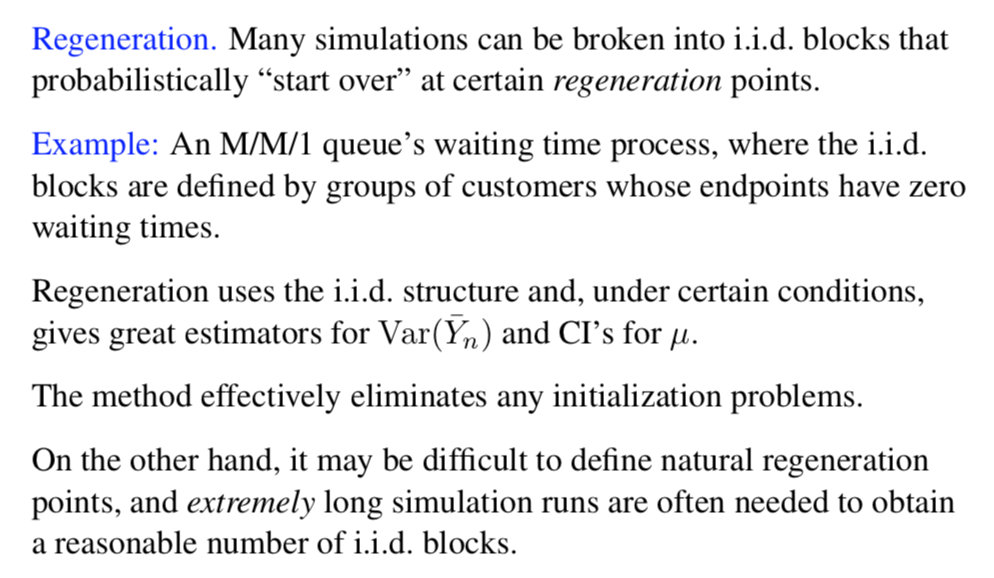 Regeneration. Many simulations can be broken into i.i.d. blocks that
probabilistically “start over” at certain regeneration points.
Example: An M/M/1 queue’s waiting time process, where the i.i.d.
blocks are defined by groups of customers whose endpoints have zero
waiting times.
Regeneration uses the i.i.d. structure and, under certain conditions,
gives great estimators for Var(Ȳₙ) and CI’s for μ.
The method effectively eliminates any initialization problems.
On the other hand, it may be difficult to define natural regeneration
points, and extremely long simulation runs are often needed to obtain
a reasonable number of i.i.d. blocks.